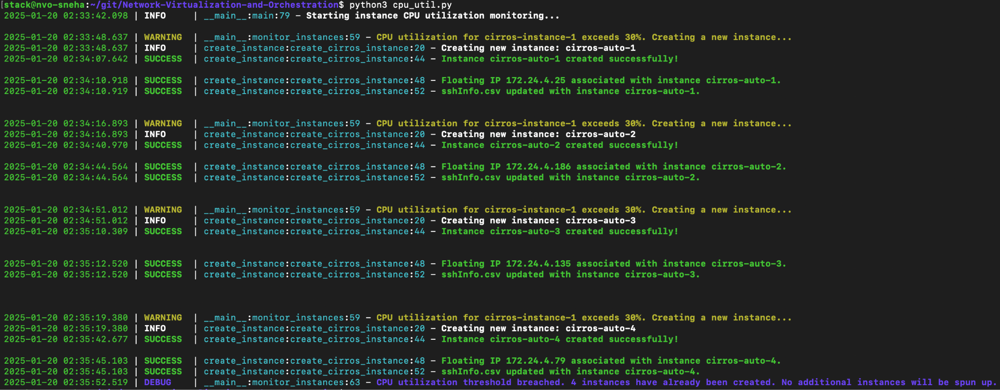 [stack@nvo-sneha:~/git/Network-Virtualization-and-Orchestration$ python3 cpu_util.py
2025-01-20 02:33:42.098 | INFO     | __main__:main:79 - Starting instance CPU utilization monitoring...
2025-01-20 02:33:48.637 | WARNING  | __main__:monitor_instances:59 - CPU utilization for cirros-instance-1 exceeds 30%. Creating a new instance...
2025-01-20 02:33:48.637 | INFO     | create_instance:create_cirros_instance:20 - Creating new instance: cirros-auto-1
2025-01-20 02:34:07.642 | SUCCESS  | create_instance:create_cirros_instance:44 - Instance cirros-auto-1 created successfully!
2025-01-20 02:34:10.918 | SUCCESS  | create_instance:create_cirros_instance:48 - Floating IP 172.24.4.25 associated with instance cirros-auto-1.
2025-01-20 02:34:10.919 | SUCCESS  | create_instance:create_cirros_instance:52 - sshInfo.csv updated with instance cirros-auto-1.
2025-01-20 02:34:16.893 | WARNING  | __main__:monitor_instances:59 - CPU utilization for cirros-instance-1 exceeds 30%. Creating a new instance...
2025-01-20 02:34:16.893 | INFO     | create_instance:create_cirros_instance:20 - Creating new instance: cirros-auto-2
2025-01-20 02:34:40.970 | SUCCESS  | create_instance:create_cirros_instance:44 - Instance cirros-auto-2 created successfully!
2025-01-20 02:34:44.564 | SUCCESS  | create_instance:create_cirros_instance:48 - Floating IP 172.24.4.186 associated with instance cirros-auto-2.
2025-01-20 02:34:44.564 | SUCCESS  | create_instance:create_cirros_instance:52 - sshInfo.csv updated with instance cirros-auto-2.
2025-01-20 02:34:51.012 | WARNING  | __main__:monitor_instances:59 - CPU utilization for cirros-instance-1 exceeds 30%. Creating a new instance...
2025-01-20 02:34:51.012 | INFO     | create_instance:create_cirros_instance:20 - Creating new instance: cirros-auto-3
2025-01-20 02:35:10.309 | SUCCESS  | create_instance:create_cirros_instance:44 - Instance cirros-auto-3 created successfully!
2025-01-20 02:35:12.520 | SUCCESS  | create_instance:create_cirros_instance:48 - Floating IP 172.24.4.135 associated with instance cirros-auto-3.
2025-01-20 02:35:12.520 | SUCCESS  | create_instance:create_cirros_instance:52 - sshInfo.csv updated with instance cirros-auto-3.
2025-01-20 02:35:19.380 | WARNING  | __main__:monitor_instances:59 - CPU utilization for cirros-instance-1 exceeds 30%. Creating a new instance...
2025-01-20 02:35:19.380 | INFO     | create_instance:create_cirros_instance:20 - Creating new instance: cirros-auto-4
2025-01-20 02:35:42.677 | SUCCESS  | create_instance:create_cirros_instance:44 - Instance cirros-auto-4 created successfully!
2025-01-20 02:35:45.103 | SUCCESS  | create_instance:create_cirros_instance:48 - Floating IP 172.24.4.79 associated with instance cirros-auto-4.
2025-01-20 02:35:45.103 | SUCCESS  | create_instance:create_cirros_instance:52 - sshInfo.csv updated with instance cirros-auto-4.
2025-01-20 02:35:52.519 | DEBUG    | __main__:monitor_instances:63 - CPU utilization threshold breached. 4 instances have already been created. No additional instances will be spun up.